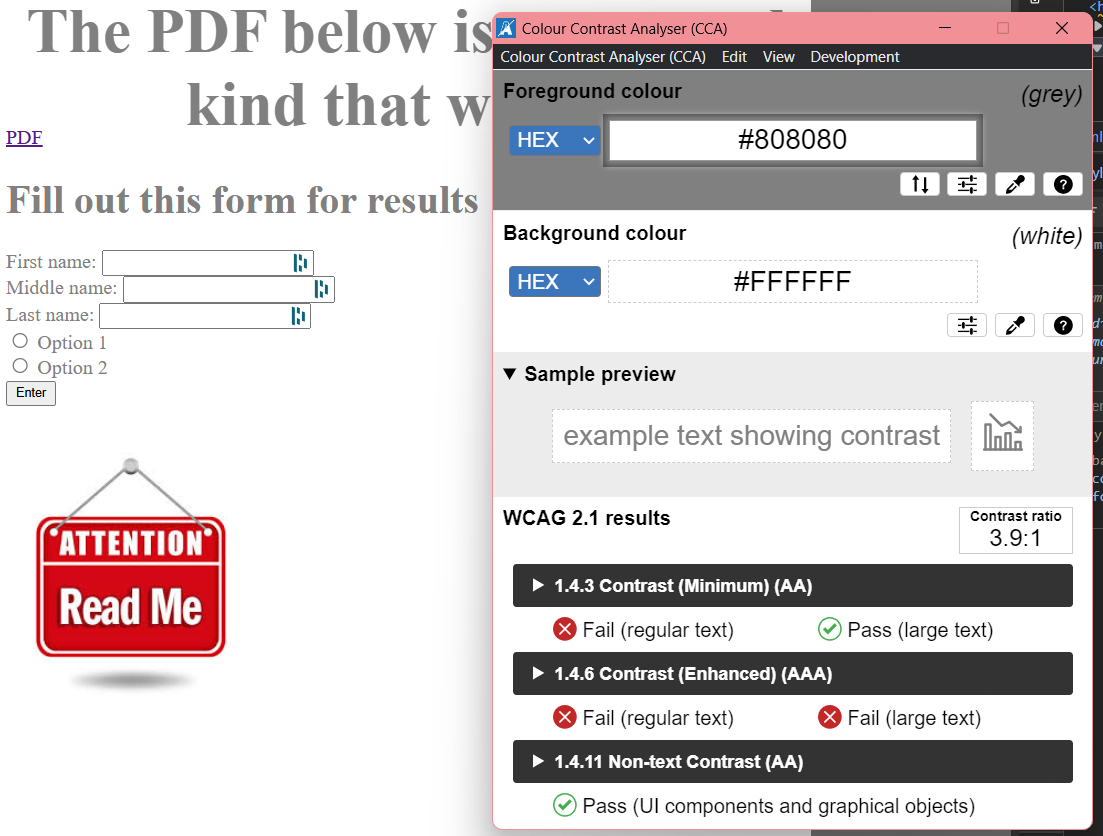 The PDF below is
kind that w
PDF
Fill out this form for results
First name:
Middle name:
Last name:
Option 1
Option 2
Enter
ATTENTION
Read Me
Colour Contrast Analyser (CCA)
Colour Contrast Analyser (CCA) Edit View Development
Foreground colour
(grey)
HEX #808080
Background colour
(white)
HEX #FFFFFF
▼ Sample preview
example text showing contrast
WCAG 2.1 results
Contrast ratio
3.9:1
1.4.3 Contrast (Minimum) (AA)
Fail (regular text) Pass (large text)
1.4.6 Contrast (Enhanced) (AAA)
Fail (regular text) Fail (large text)
1.4.11 Non-text Contrast (AA)
Pass (UI components and graphical objects)